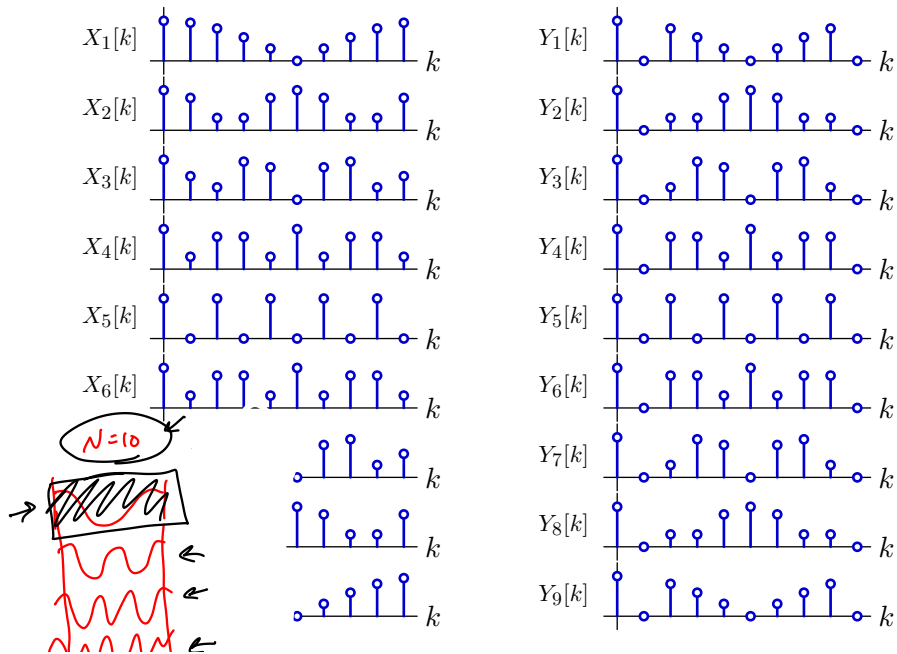 X1[k] k Y1[k] k
X2[k] k Y2[k] k
X3[k] k Y3[k] k
X4[k] k Y4[k] k
X5[k] k Y5[k] k
X6[k] k Y6[k] k
N=10
k Y7[k] k
k Y8[k] k
k Y9[k] k